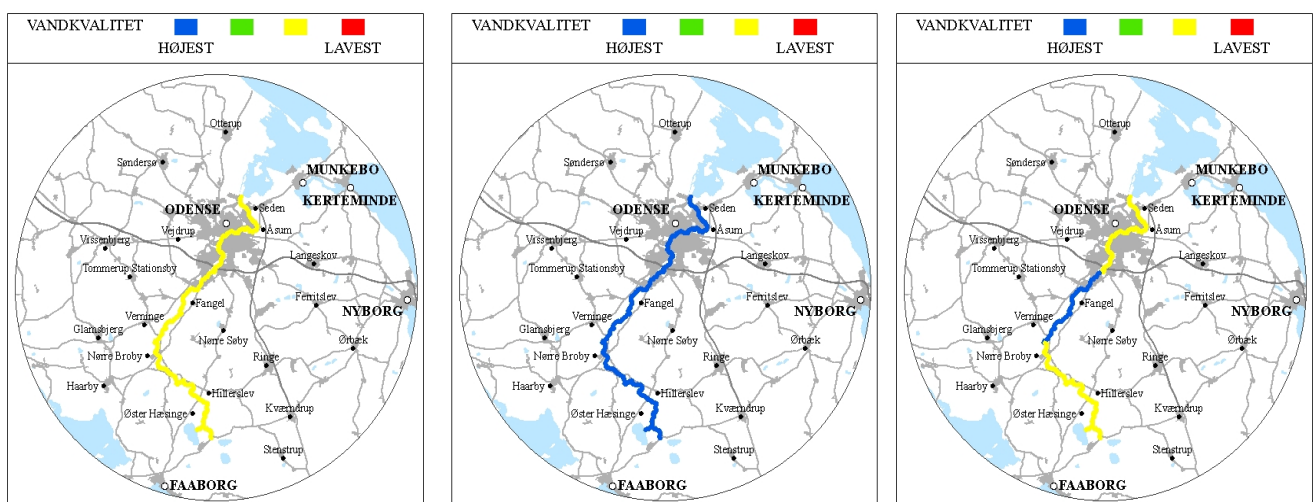 VANDKVALITET
HØJEST LAVEST
Otterup
Søndersø
MUNKEBO
KERTEMINDE
Seden
ODENSE
Åsum
Vejdrup
Vissenbjerg
Langeskov
Tommerup Stationsby
Fangel
Ferritslev
NYBORG
Verninge
Glamsbjerg
Nørre Søby
Ørbæk
Nørre Broby
Ringe
Haarby
Hillerslev
Øster Hæsinge
Kværndrup
Stenstrup
FAABORG
VANDKVALITET
HØJEST LAVEST
Otterup
Søndersø
MUNKEBO
KERTEMINDE
Seden
ODENSE
Åsum
Vejdrup
Vissenbjerg
Langeskov
Tommerup Stationsby
Fangel
Ferritslev
NYBORG
Verninge
Glamsbjerg
Nørre Søby
Ørbæk
Nørre Broby
Ringe
Haarby
Hillerslev
Øster Hæsinge
Kværndrup
Stenstrup
FAABORG
VANDKVALITET
HØJEST LAVEST
Otterup
Søndersø
MUNKEBO
KERTEMINDE
Seden
ODENSE
Åsum
Vejdrup
Vissenbjerg
Langeskov
Tommerup Stationsby
Fangel
Ferritslev
NYBORG
Verninge
Glamsbjerg
Nørre Søby
Ørbæk
Nørre Broby
Ringe
Haarby
Hillerslev
Øster Hæsinge
Kværndrup
Stenstrup
FAABORG